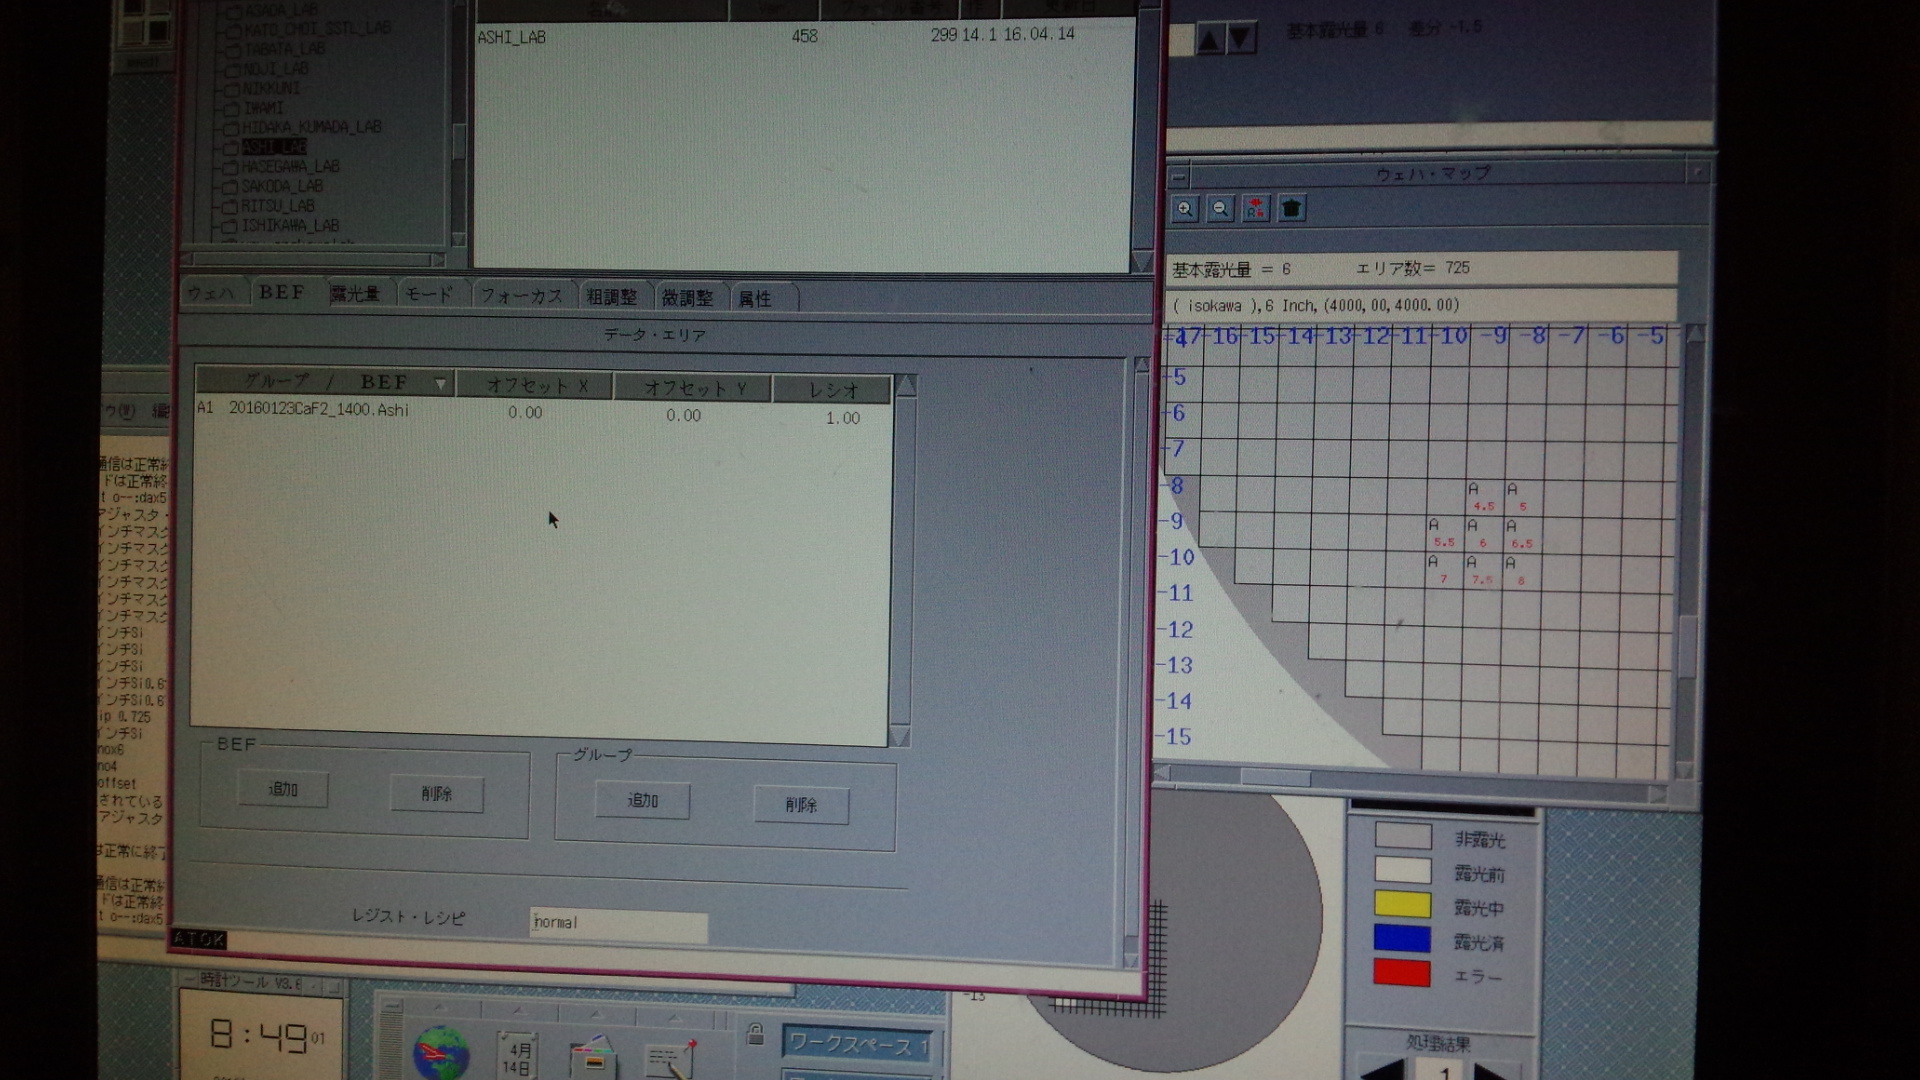 ASADA_LAB
KATO_CHOI_SSTL_LAB
TABATA_LAB
NOJI_LAB
NIKKUNI
IWAMI
HIDAKA_KUMADA_LAB
ASHI_LAB
HASEGAWA_LAB
SAKODA_LAB
RITSU_LAB
ISHIKAWA_LAB
ASHI_LAB 458 299 14.1 16.04.14
基本露光量 6 差分 -1.5
ウェハ・マップ
基本露光量 = 6 エリア数= 725
( isokawa ),6 Inch,(4000,00,4000.00)
-17 -16 -15 -14 -13 -12 -11 -10 -9 -8 -7 -6 -5
-5
-6
-7
-8
A A
4.5 5
-9
A A A
5.5 6 6.5
-10
A A A
7 7.5 8
-11
-12
-13
-14
-15
ウェハ BEF 露光量 モード フォーカス 粗調整 微調整 属性
データ・エリア
グループ / BEF オフセット X オフセット Y レシオ
A1 20160123CaF2_1400.Ashi 0.00 0.00 1.00
BEF
追加 削除
グループ
追加 削除
レジスト・レシピ normal
ATOK
通信は正常終
ドは正常終
t o--:dax5
アジャスタ・
インチマスク
インチマスク
インチマスク
インチマスク
インチマスク
インチマスク
インチSi
インチSi
インチSi
インチSi0.6
インチSi0.6
ip 0.725
インチSi
nox6
no4
offset
されている
アジャスタ
は正常に終了
通信は正常終
ドは正常終
t o--:dax5
時計ツール V3.6
8:49 01
4月
14日
ワークスペース 1
-13
非露光
露光前
露光中
露光済
エラー
処理結果
1